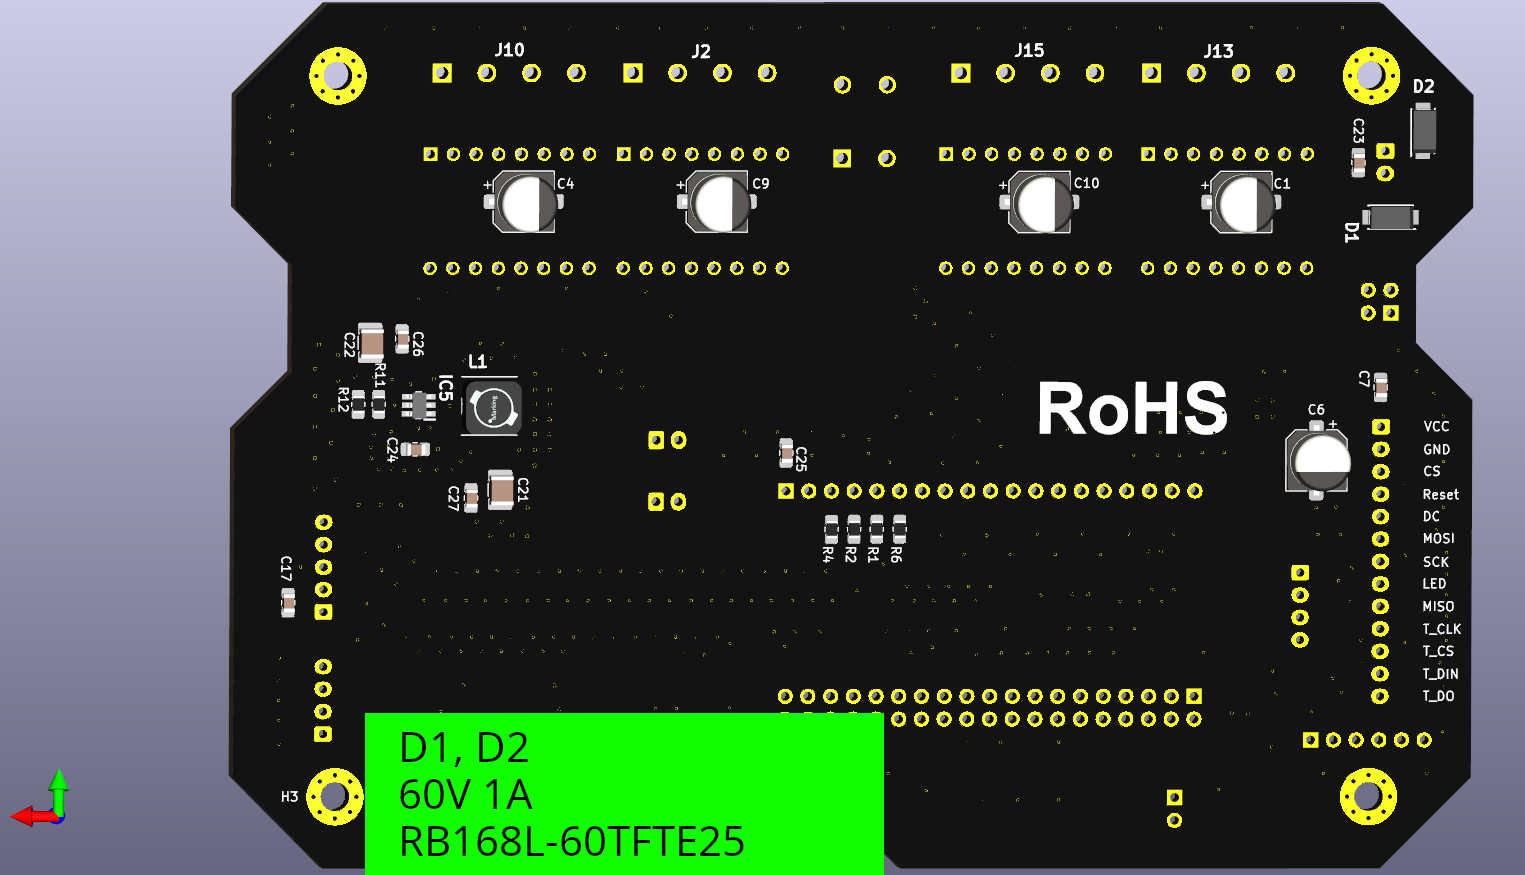 J10
J2
J15
J13
D2
C23
+
C4
+
C9
+
C10
+
C1
D1
C22
C26
L1
R11
R12
IC5
Marking
RoHS
C7
C6
+
VCC
GND
CS
Reset
DC
MOSI
SCK
LED
MISO
T_CLK
T_CS
T_DIN
T_DO
C24
C25
C27
C21
R4
R2
R1
R6
C17
H3
D1, D2
60V 1A
RB168L-60TFTE25